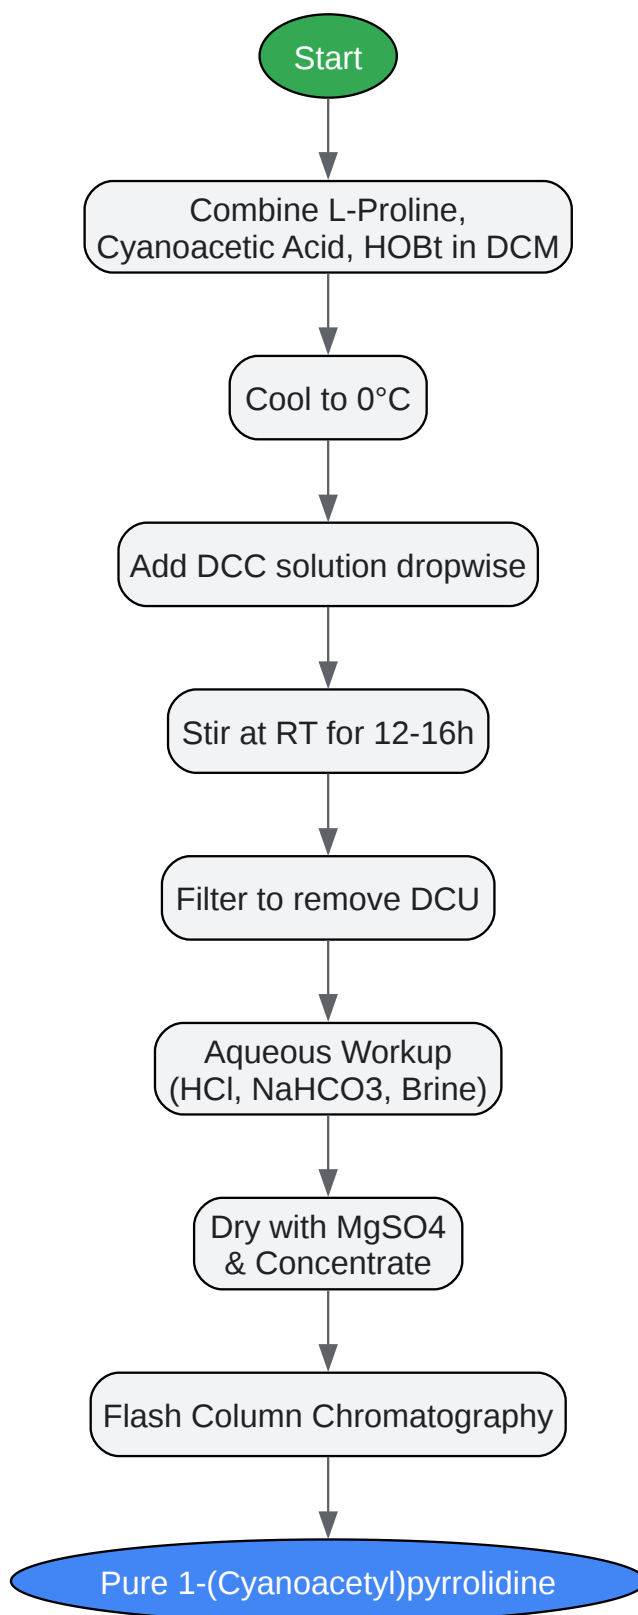 Start
Combine L-Proline,
Cyanoacetic Acid, HOBt in DCM
Cool to 0°C
Add DCC solution dropwise
Stir at RT for 12-16h
Filter to remove DCU
Aqueous Workup
(HCl, NaHCO3, Brine)
Dry with MgSO4
& Concentrate
Flash Column Chromatography
Pure 1-(Cyanoacetyl)pyrrolidine